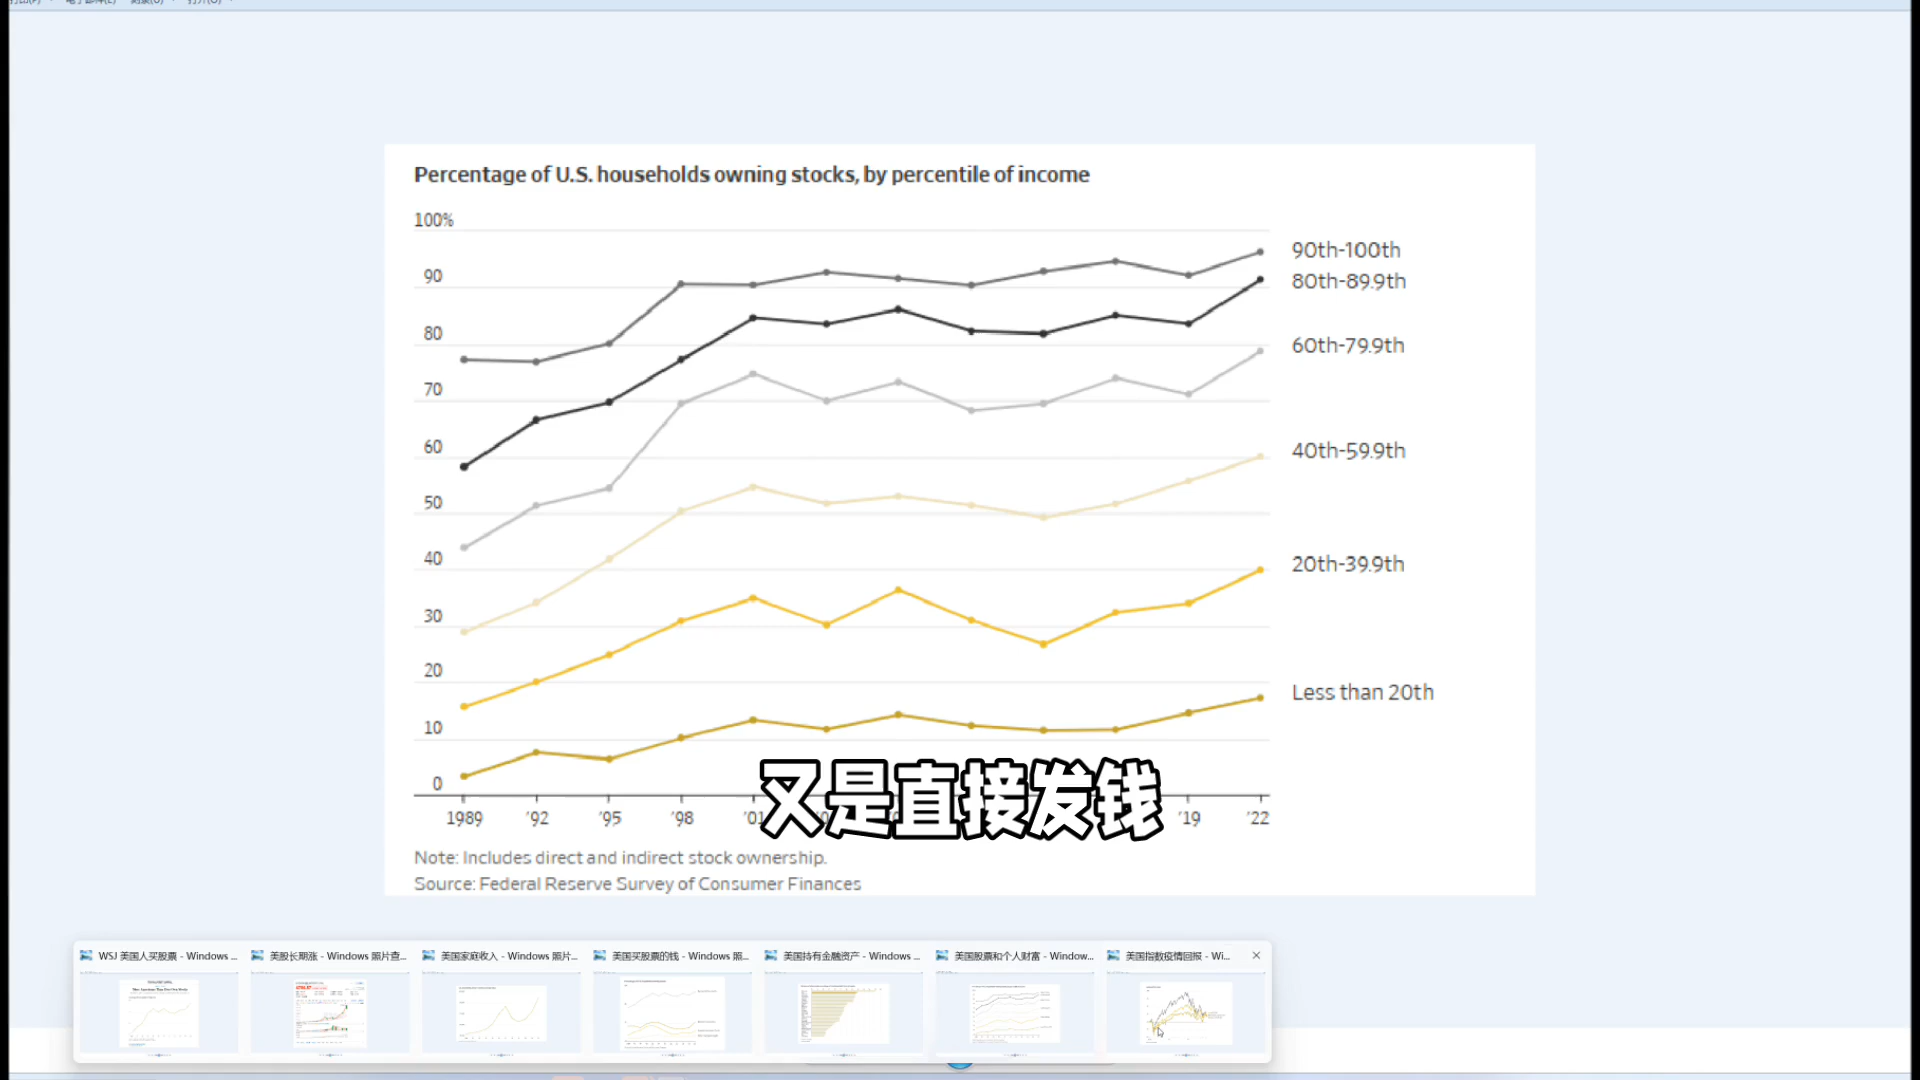 Percentage of U.S. households owning stocks, by percentile of income
100%
90
80
70
60
50
40
30
20
10
0
90th-100th
80th-89.9th
60th-79.9th
40th-59.9th
20th-39.9th
Less than 20th
1989 '92 '95 '98 '01 '19 '22
又是直接发钱
Note: Includes direct and indirect stock ownership.
Source: Federal Reserve Survey of Consumer Finances
WSJ 美国人买股票 - Windows ...
美股长期涨 - Windows 照片查...
美国家庭收入 - Windows 照片...
美国买股票的钱 - Windows 照...
美国持有金融资产 - Windows ...
美国股票和个人财富 - Window...
美国指数疫情回报 - Wi...